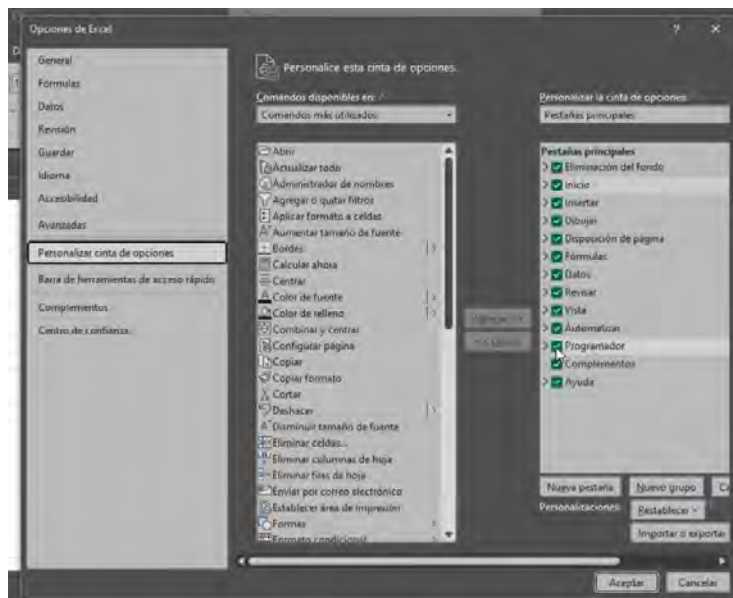 Opciones de Excel
? ×
General
Fórmulas
Datos
Revisión
Guardar
Idioma
Accesibilidad
Avanzadas
Personalizar cinta de opciones
Barra de herramientas de acceso rápido
Complementos
Centro de confianza
Personalice esta cinta de opciones.
Comandos disponibles en:
Comandos más utilizados
Abrir
Actualizar todo
Administrador de nombres
Agregar o quitar filtros
Aplicar formato a celdas
Aumentar tamaño de fuente
Bordes
Calcular ahora
Centrar
Color de fuente
Color de relleno
Combinar y centrar
Configurar página
Copiar
Copiar formato
Cortar
Deshacer
Disminuir tamaño de fuente
Eliminar celdas...
Eliminar columnas de hoja
Eliminar filas de hoja
Enviar por correo electrónico
Establecer área de impresión
Formas
Formato condicional
Personalizar la cinta de opciones:
Pestañas principales
Pestañas principales
Eliminación del fondo
Inicio
Insertar
Dibujar
Disposición de página
Fórmulas
Datos
Revisar
Vista
Automatizar
Programador
Complementos
Ayuda
Nueva pestaña
Nuevo grupo
Personalizaciones:
Restablecer
Importar o exportar
Aceptar
Cancelar